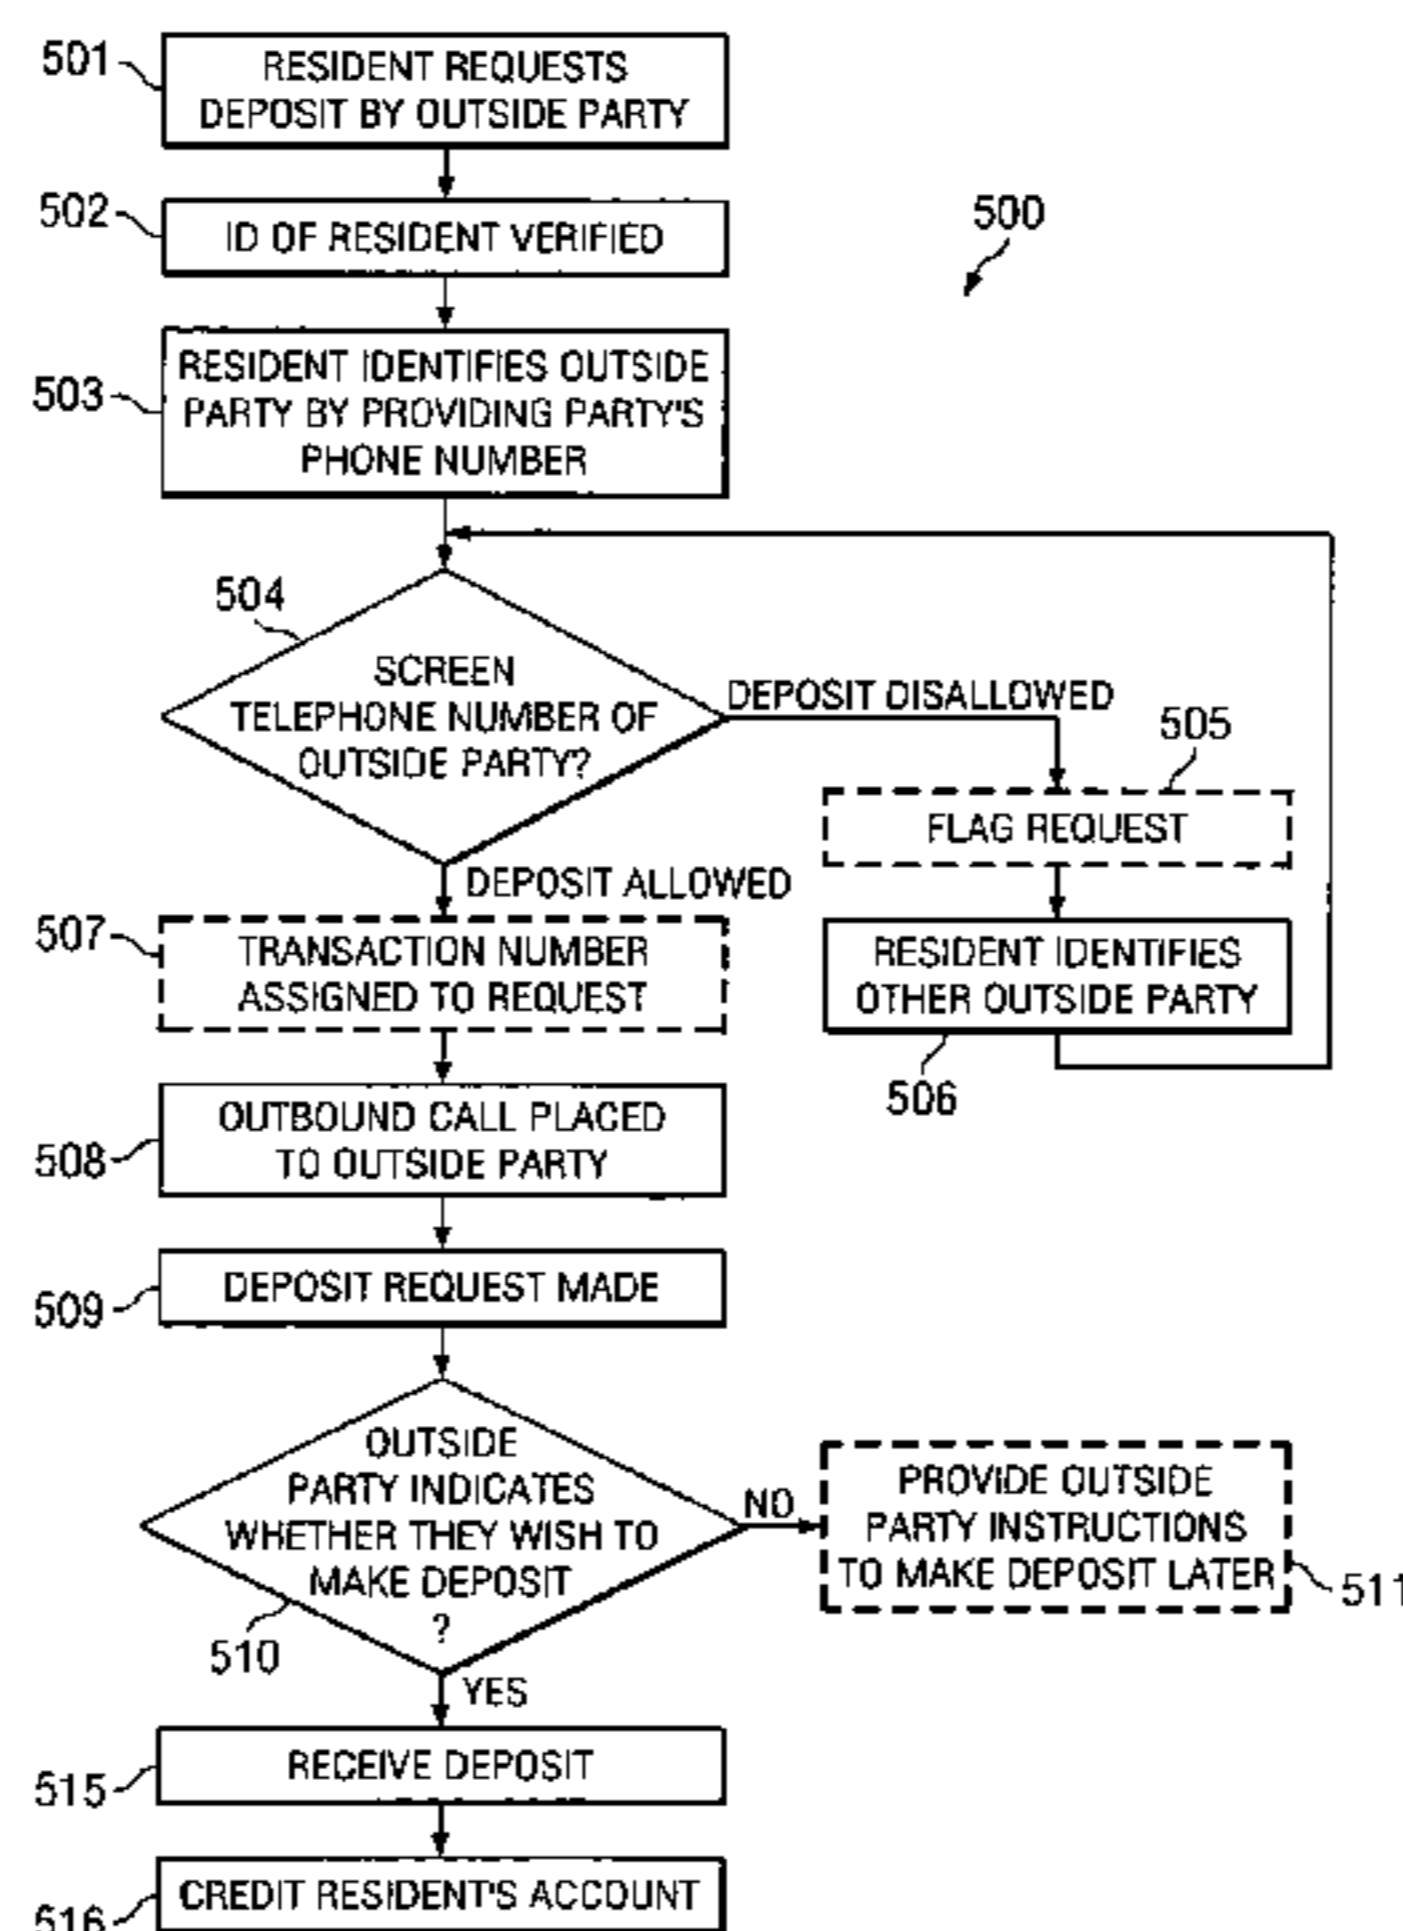 501
RESIDENT REQUESTS
DEPOSIT BY OUTSIDE PARTY
502
ID OF RESIDENT VERIFIED
500
503
RESIDENT IDENTIFIES OUTSIDE
PARTY BY PROVIDING PARTY'S
PHONE NUMBER
504
SCREEN
TELEPHONE NUMBER OF
OUTSIDE PARTY?
DEPOSIT DISALLOWED
505
FLAG REQUEST
RESIDENT IDENTIFIES
OTHER OUTSIDE PARTY
506
DEPOSIT ALLOWED
507
TRANSACTION NUMBER
ASSIGNED TO REQUEST
508
OUTBOUND CALL PLACED
TO OUTSIDE PARTY
509
DEPOSIT REQUEST MADE
OUTSIDE
PARTY INDICATES
WHETHER THEY WISH TO
MAKE DEPOSIT
?
510
NO
PROVIDE OUTSIDE
PARTY INSTRUCTIONS
TO MAKE DEPOSIT LATER
511
YES
515
RECEIVE DEPOSIT
516
CREDIT RESIDENT'S ACCOUNT